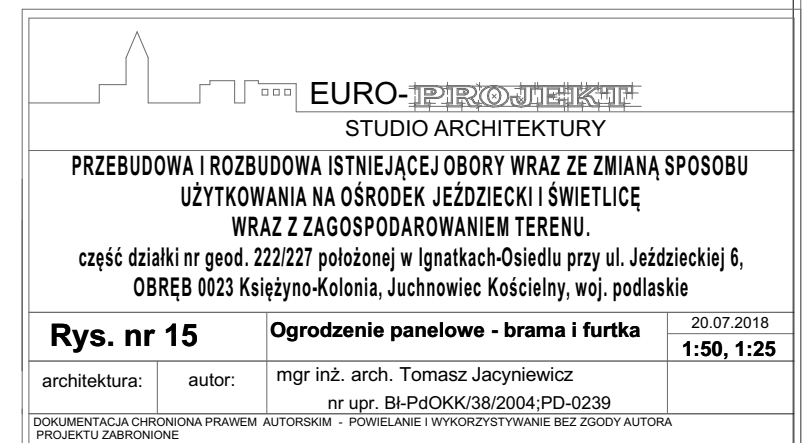 EURO-PROJEKT
STUDIO ARCHITEKTURY
PRZEBUDOWA I ROZBUDOWA ISTNIEJĄCEJ OBORY WRAZ ZE ZMIANĄ SPOSOBU
UŻYTKOWANIA NA OŚRODEK JEŹDZIECKI I ŚWIETLICĘ
WRAZ Z ZAGOSPODAROWANIEM TERENU.
część działki nr geod. 222/227 położonej w Ignatkach-Osiedlu przy ul. Jeździeckiej 6,
OBRĘB 0023 Księżyno-Kolonia, Juchnowiec Kościelny, woj. podlaskie
Rys. nr 15
Ogrodzenie panelowe - brama i furtka
20.07.2018
1:50, 1:25
architektura:
autor:
mgr inż. arch. Tomasz Jacyniewicz
nr upr. Bł-PdOKK/38/2004;PD-0239
DOKUMENTACJA CHRONIONA PRAWEM AUTORSKIM - POWIELANIE I WYKORZYSTYWANIE BEZ ZGODY AUTORA
PROJEKTU ZABRONIONE